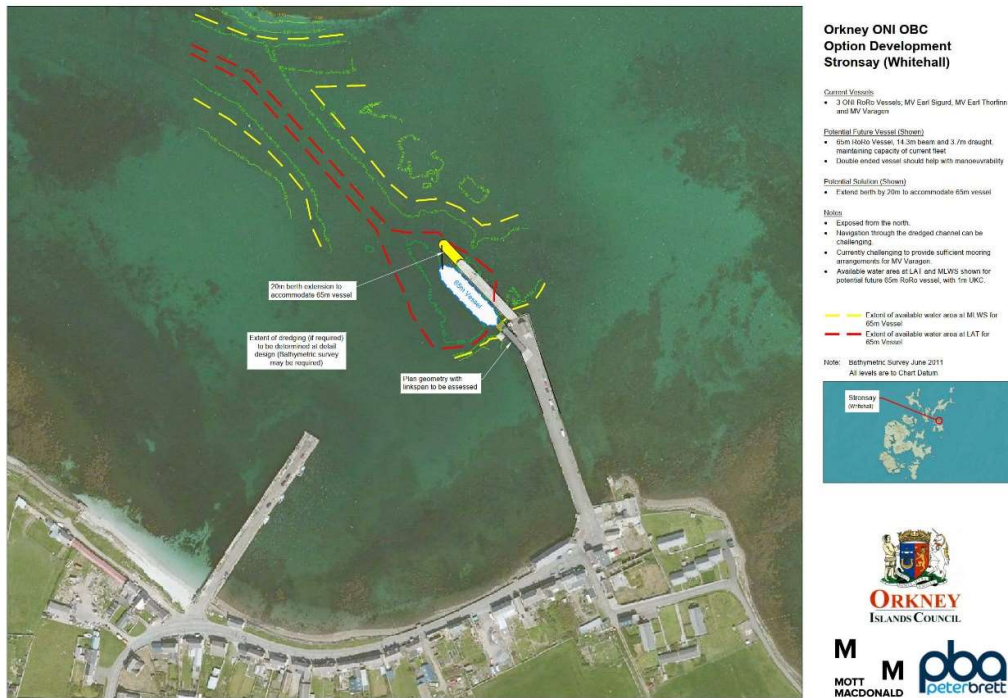 Orkney ONI OBC
Option Development
Stronsay (Whitehall)
Current Vessels
• 3 ONI RoRo Vessels, MV Earl Sigurd, MV Earl Thorfinn
and MV Varagen
Potential Future Vessel (Shown)
• 65m RoRo Vessel, 14.3m beam and 3.7m draught,
maintaining capacity of current fleet
• Double ended vessel should help with manoeuvrability
Potential Solution (Shown)
• Extend berth by 20m to accommodate 65m vessel
Notes
• Exposed from the north.
• Navigation through the dredged channel can be
challenging.
• Currently challenging to provide sufficient mooring
arrangements for MV Varagen.
• Available water area at LAT and MLWS shown for
potential future 65m RoRo vessel, with 1m UKC.
Extent of available water area at MLWS for
65m Vessel
Extent of available water area at LAT for
65m Vessel
Note: Bathymetric Survey June 2011
All levels are to Chart Datum
Stronsay
(Whitehall)
20m berth extension to
accommodate 65m vessel
65m Vessel
Extent of dredging (if required)
to be determined at detail
design (Bathymetric survey
may be required)
Plan geometry with
linkspan to be assessed
ORKNEY
ISLANDS COUNCIL
M
M
MOTT
MACDONALD
pba
peterbrett